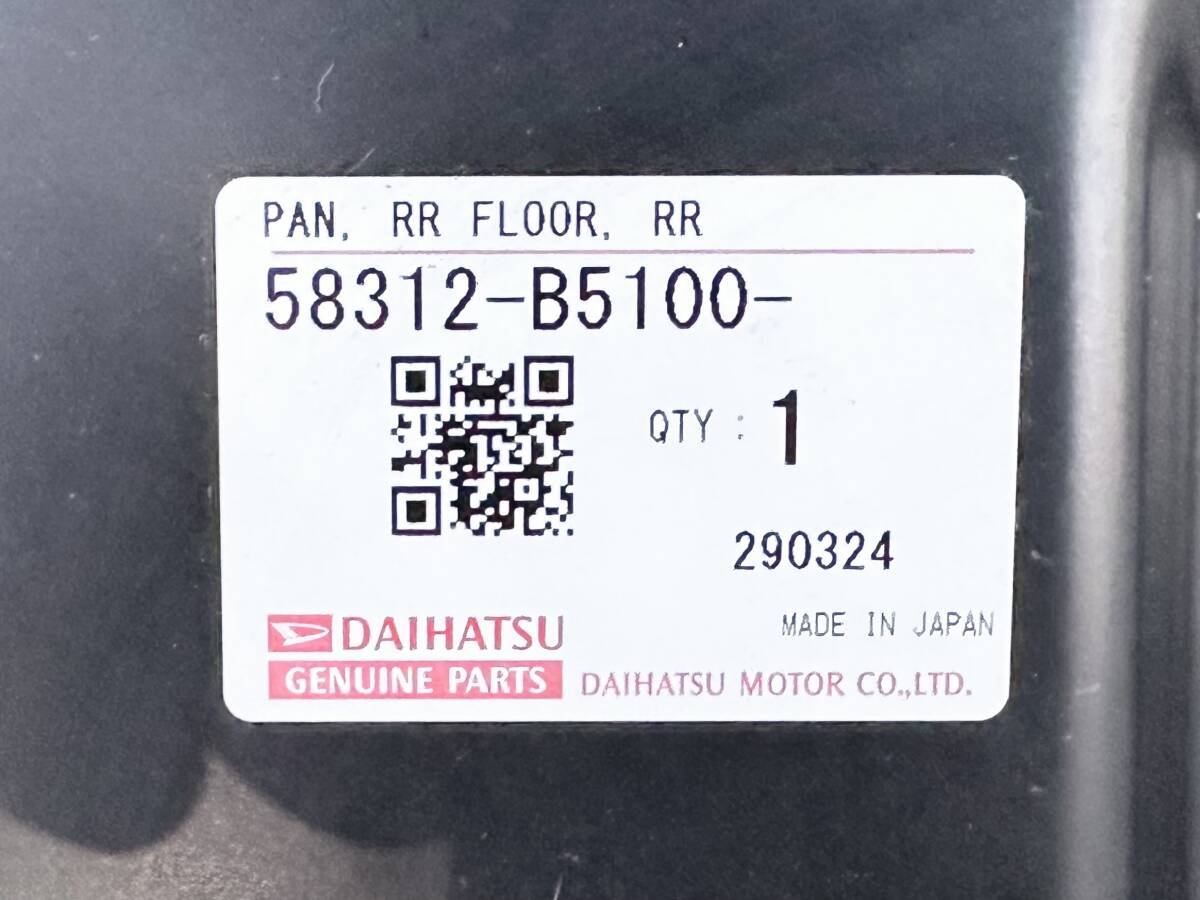 PAN, RR FLOOR, RR
58312-B5100-
QTY : 1
290324
DAIHATSU
MADE IN JAPAN
GENUINE PARTS
DAIHATSU MOTOR CO.,LTD.